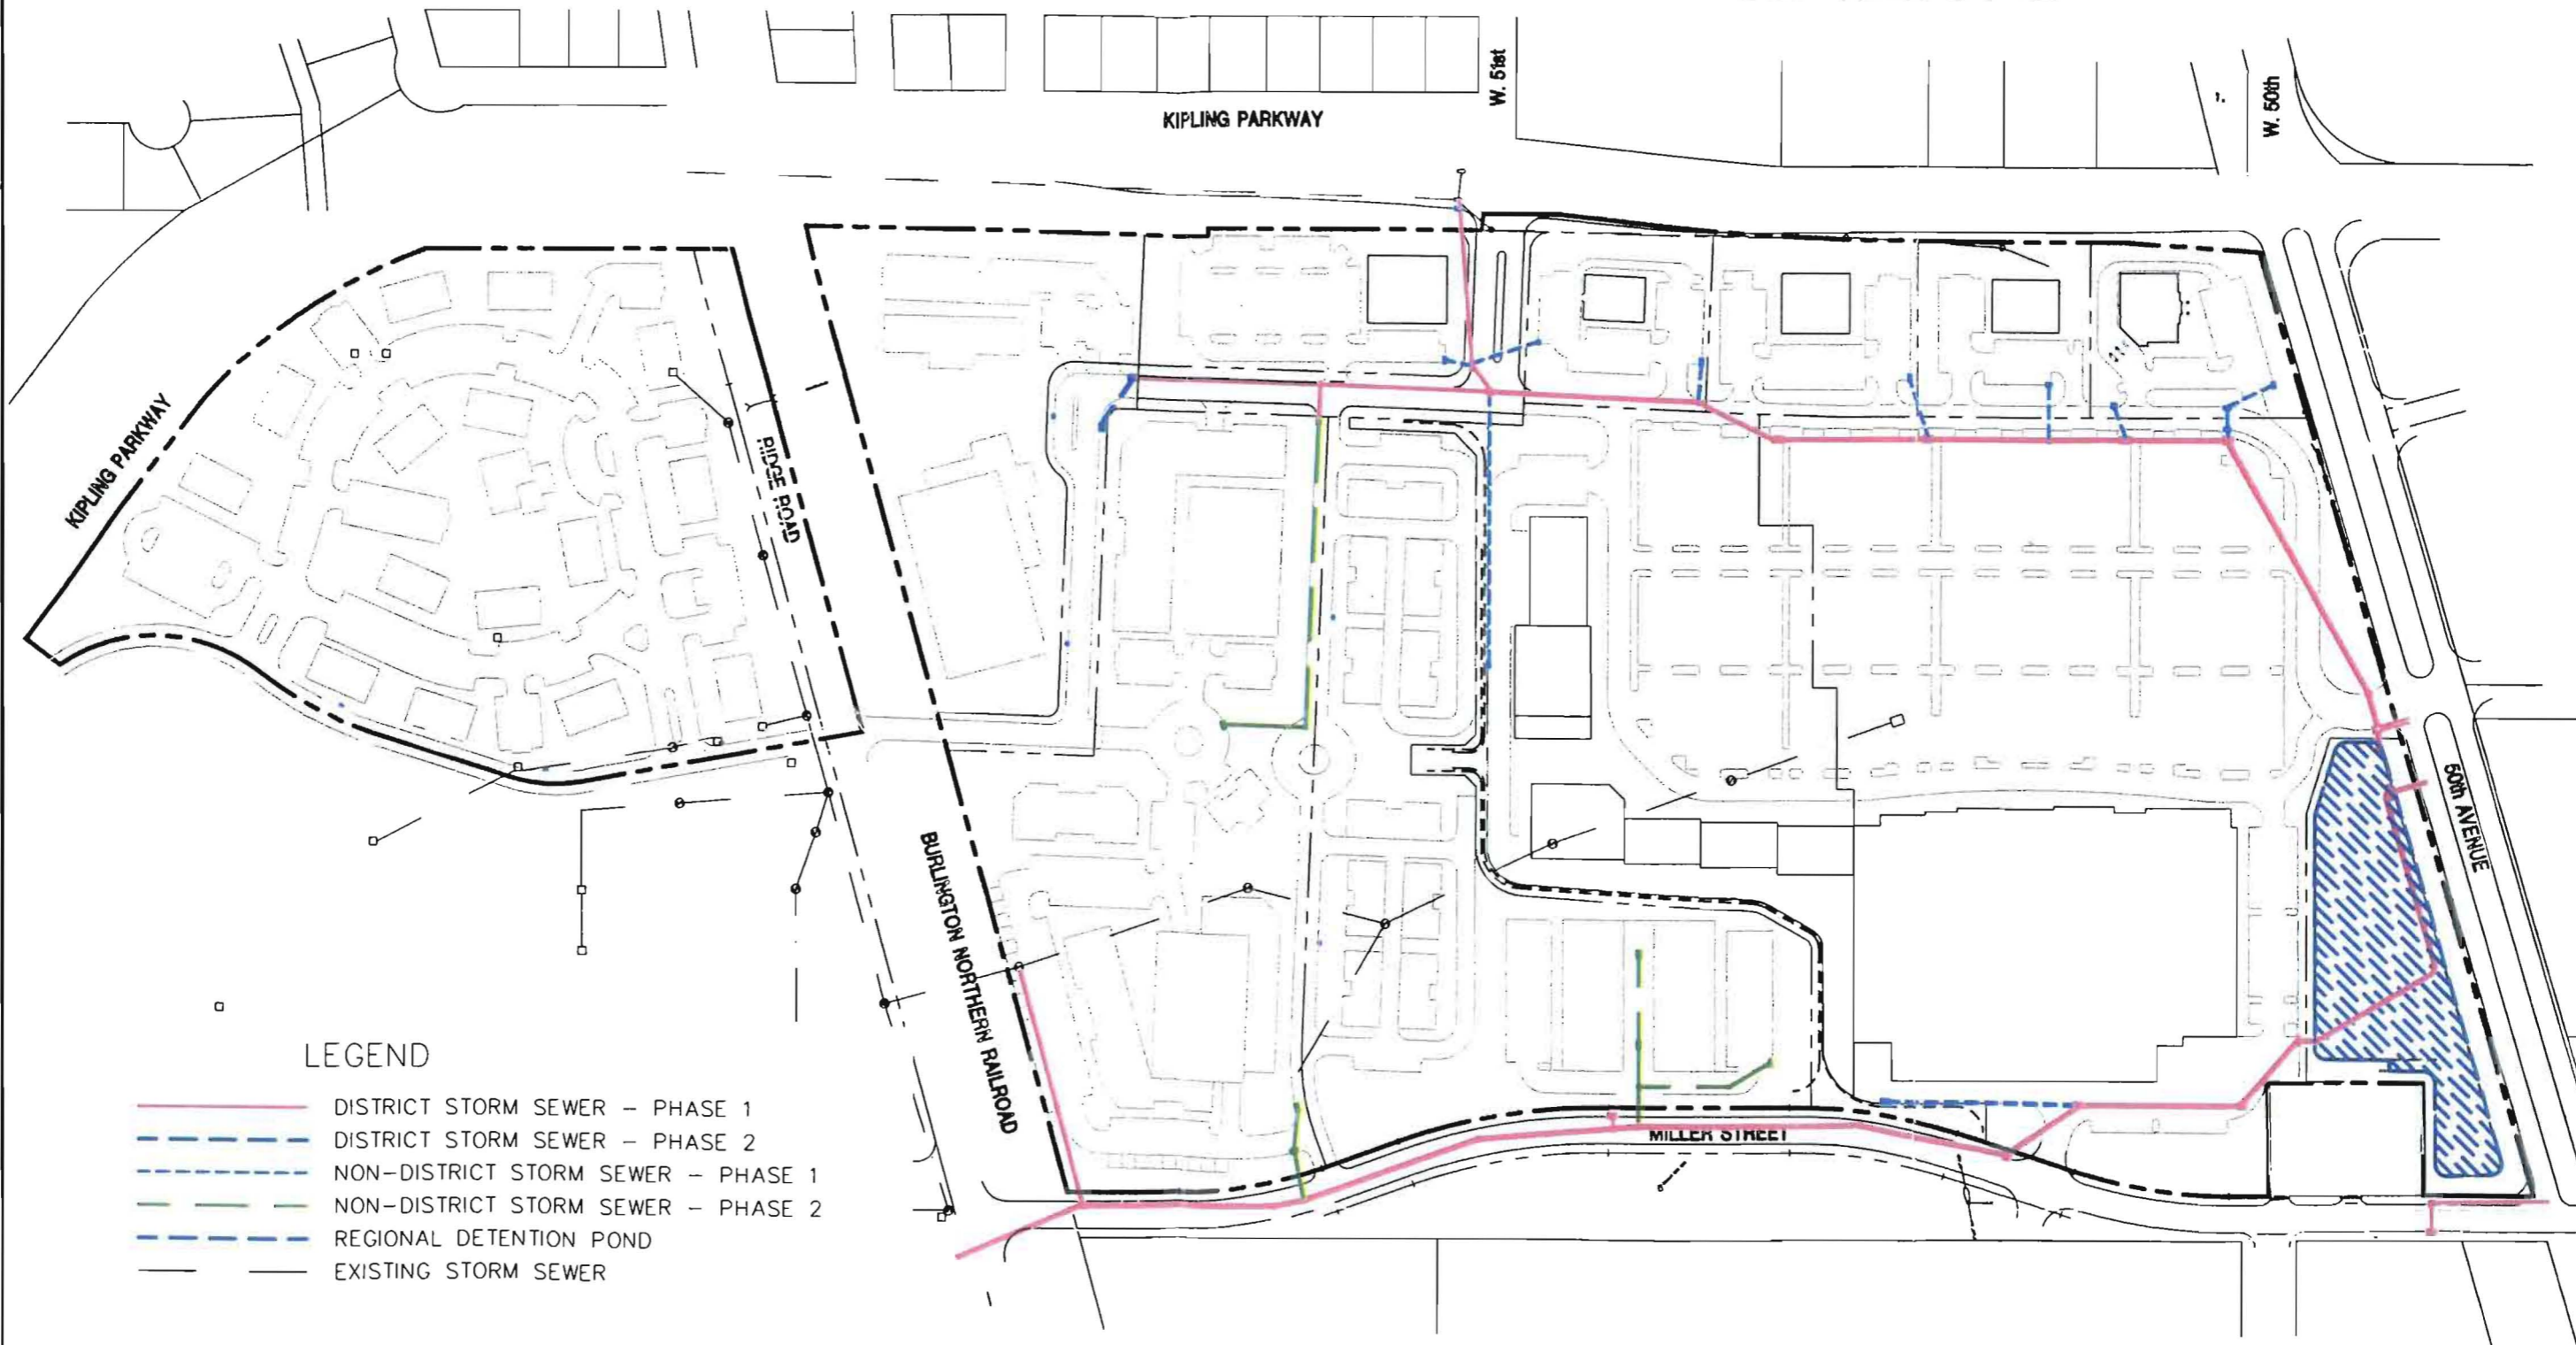 W. 51st
W. 50th
KIPLING PARKWAY
KIPLING PARKWAY
RIDGE ROAD
50th AVENUE
BURLINGTON NORTHERN RAILROAD
MILLER STREET
LEGEND
DISTRICT STORM SEWER - PHASE 1
DISTRICT STORM SEWER - PHASE 2
NON-DISTRICT STORM SEWER - PHASE 1
NON-DISTRICT STORM SEWER - PHASE 2
REGIONAL DETENTION POND
EXISTING STORM SEWER